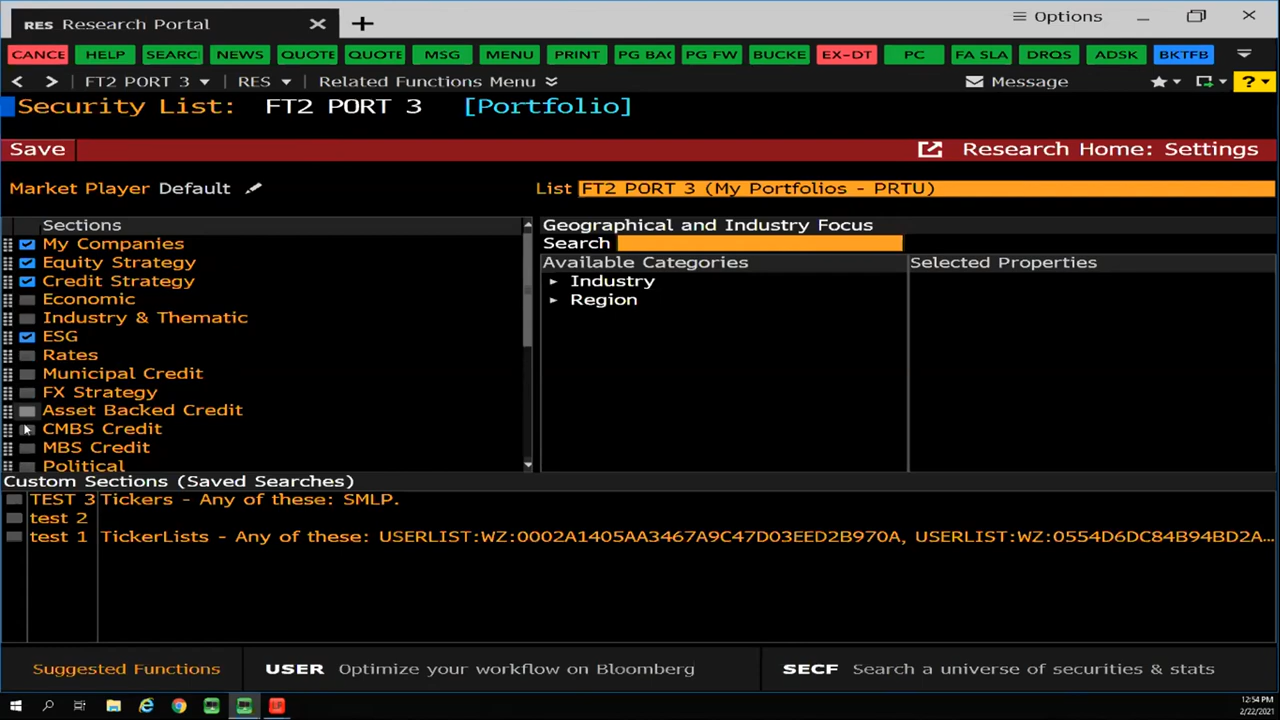 RES Research Portal
Options
CANCE HELP SEARC NEWS QUOTE QUOTE MSG MENU PRINT PG BAC PG FW BUCKE EX-DT PC FA SLA DRQS ADSK BKTFB
FT2 PORT 3 RES Related Functions Menu Message ?
Security List: FT2 PORT 3 [Portfolio]
Save Research Home: Settings
Market Player Default List FT2 PORT 3 (My Portfolios - PRTU)
Sections Geographical and Industry Focus
My Companies Search
Equity Strategy Available Categories Selected Properties
Credit Strategy Industry
Economic Region
Industry & Thematic
ESG
Rates
Municipal Credit
FX Strategy
Asset Backed Credit
CMBS Credit
MBS Credit
Political
Custom Sections (Saved Searches)
TEST 3 Tickers - Any of these: SMLP.
test 2
test 1 TickerLists - Any of these: USERLIST:WZ:0002A1405AA3467A9C47D03EED2B970A, USERLIST:WZ:0554D6DC84B94BD2A...
Suggested Functions USER Optimize your workflow on Bloomberg SECF Search a universe of securities & stats
12:54 PM
2/22/2021